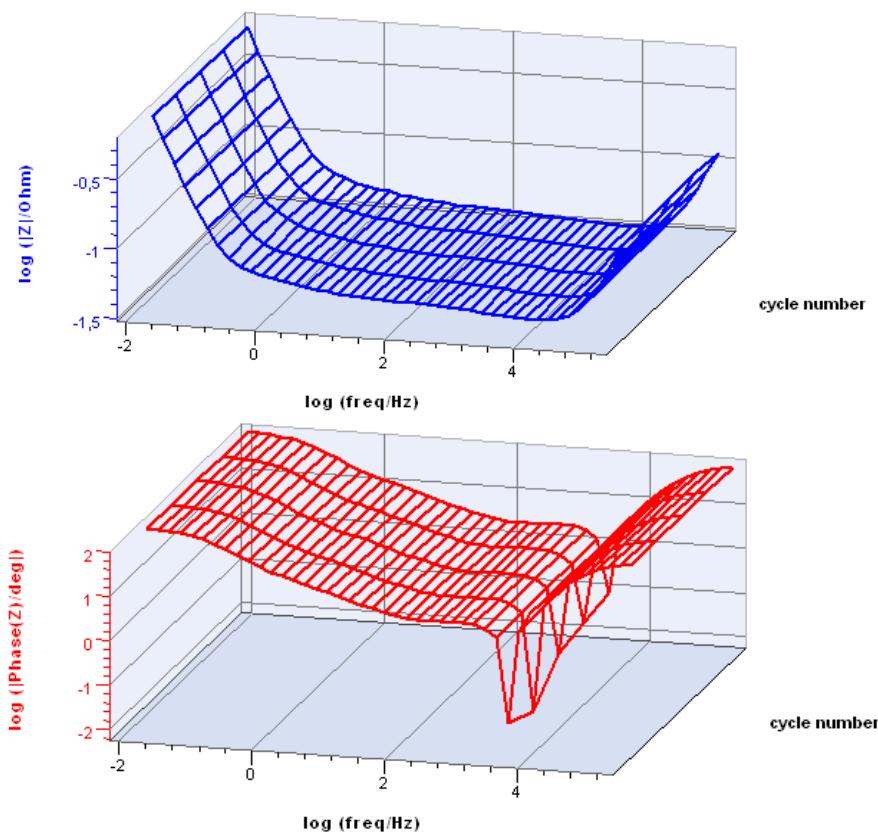 log (|Z|/Ohm)
-0,5
-1
-1,5
-2
0
2
4
cycle number
log (freq/Hz)
log (|Phase(Z)/deg|)
2
1
0
-1
-2
-2
0
2
4
cycle number
log (freq/Hz)